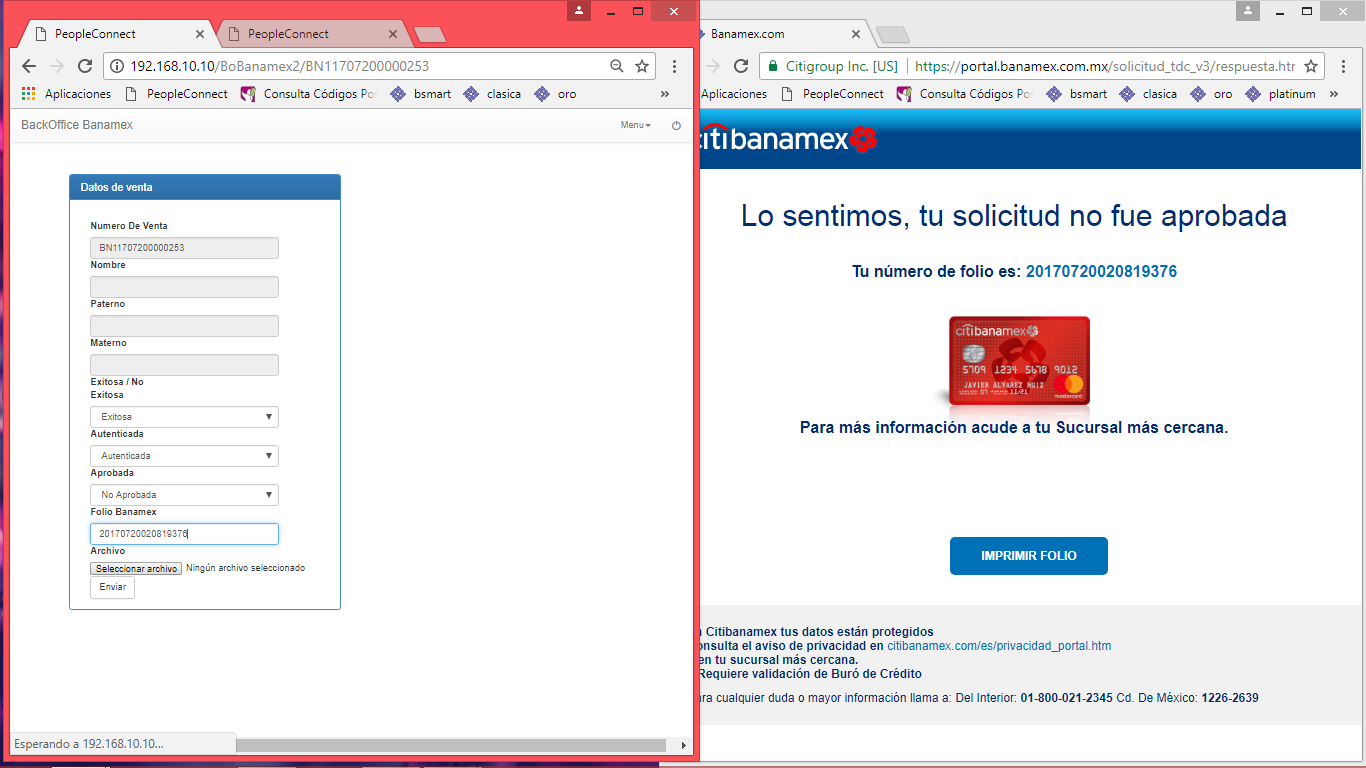 PeopleConnect
PeopleConnect
192.168.10.10/BoBanamex2/BN11707200000253
Aplicaciones
PeopleConnect
Consulta Códigos Po
bsmart
clasica
oro
»
BackOffice Banamex
Menu
Datos de venta
Numero De Venta
BN11707200000253
Nombre
Paterno
Materno
Exitosa / No
Exitosa
Exitosa
Autenticada
Autenticada
Aprobada
No Aprobada
Folio Banamex
20170720020819376
Archivo
Seleccionar archivo Ningún archivo seleccionado
Enviar
Esperando a 192.168.10.10...
Banamex.com
Citigroup Inc. [US] https://portal.banamex.com.mx/solicitud_tdc_v3/respuesta.htm
Aplicaciones
PeopleConnect
Consulta Códigos Po
bsmart
clasica
oro
platinum
»
citibanamex
Lo sentimos, tu solicitud no fue aprobada
Tu número de folio es: 20170720020819376
citibanamex
5709 1234 5678 9012
11/21
JAVIER ALVAREZ RUIZ
mastercard
Para más información acude a tu Sucursal más cercana.
IMPRIMIR FOLIO
n Citibanamex tus datos están protegidos
onsulta el aviso de privacidad en citibanamex.com/es/privacidad_portal.htm
en tu sucursal más cercana.
Requiere validación de Buró de Crédito
ara cualquier duda o mayor información llama a: Del Interior: 01-800-021-2345 Cd. De México: 1226-2639